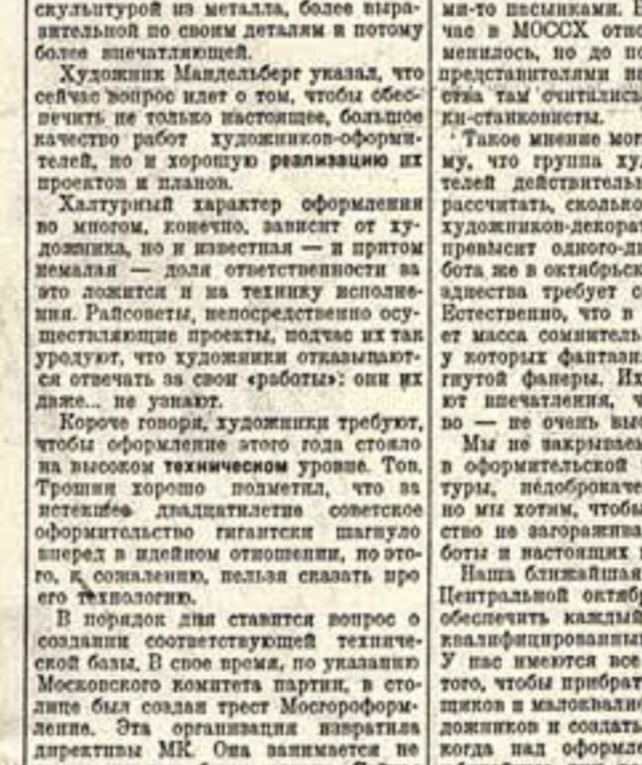 скульптурой из металла, более выра-
зительной по своим деталям и потому
более впечатляющей.
Художник Мандельберг указал, что
сейчас вопрос идет о том, чтобы обес-
печить не только настоящее, большое
качество работ художников-оформи-
телей, но и хорошую реализацию их
проектов и планов.
Халтурный характер оформления
во многом, конечно, зависит от ху-
дожника, но и известная — и притом
немалая — доля ответственности за
это ложится и на технику исполне-
ния. Райсоветы, непосредственно осу-
ществляющие проекты, подчас их так
уродуют, что художники отказывают-
ся отвечать за свои «работы»: они их
даже... не узнают.
Короче говоря, художники требуют,
чтобы оформление этого года стояло
на высоком техническом уровне. Тов.
Трошин хорошо подметил, что за
истекшее двадцатилетие советское
оформительство гигантски шагнуло
вперед в идейном отношении, но это-
го, к сожалению, нельзя сказать про
его технологию.
В порядок дня ставится вопрос о
создании соответствующей техниче-
ской базы. В свое время, по указанию
Московского комитета партии, в сто-
лице был создан трест Мосгороформ-
ление. Эта организация извратила
директивы МК. Она занимается не
ми-то пасынками. В
час в МОССХ отно
менилось, но до по
представителями
ства там считались
ки-станковисты.
Такое мнение мог
му, что группа ху
телей действительн
рассчитать, сколько
художников-декорат
превысит одного-дв
бота же в октябрьск
зднества требует с
Естественно, что в
ет масса сомнитель
у которых фантази
гнутой фанеры. Их
ют впечатления, ч
во — не очень выс
Мы не закрываем
в оформительской
туры, недоброкаче
но мы хотим, чтобы
ство не загоражива
боты и настоящих
Наша ближайшая
Центральной октябр
обеспечить каждый
квалифицированны
У нас имеются все
того, чтобы прибрат
щиков и малоквали
дожников и создать
когда над оформле